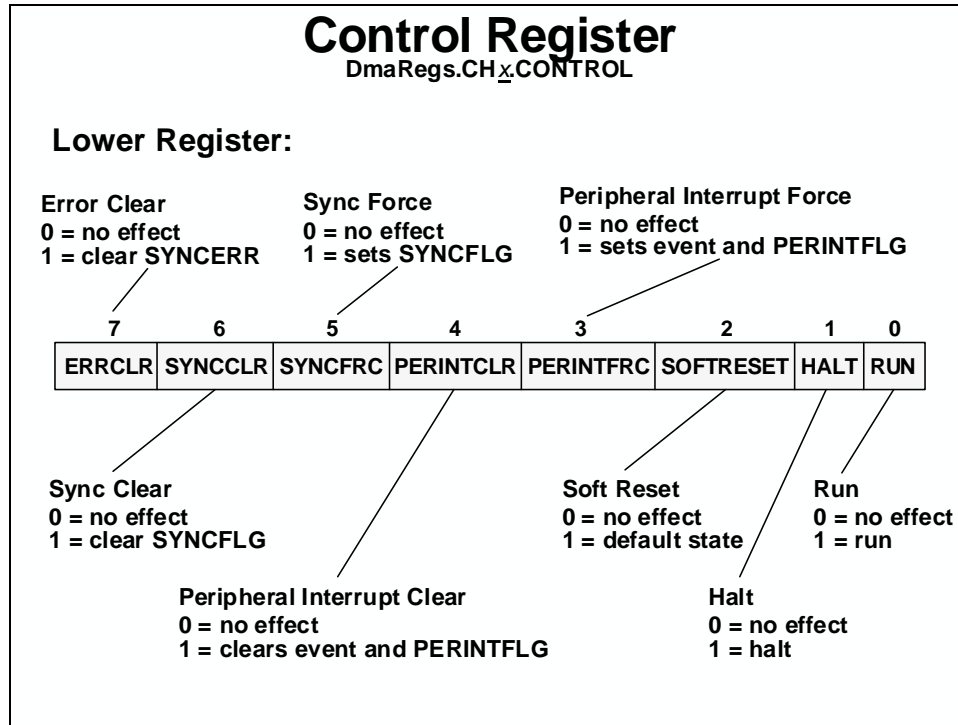 Control Register
DmaRegs.CHx.CONTROL
Lower Register:
Error Clear
0 = no effect
1 = clear SYNCERR
Sync Force
0 = no effect
1 = sets SYNCFLG
Peripheral Interrupt Force
0 = no effect
1 = sets event and PERINTFLG
7 6 5 4 3 2 1 0
ERRCLR SYNCCLR SYNCFRC PERINTCLR PERINTFRC SOFTRESET HALT RUN
Sync Clear
0 = no effect
1 = clear SYNCFLG
Soft Reset
0 = no effect
1 = default state
Run
0 = no effect
1 = run
Peripheral Interrupt Clear
0 = no effect
1 = clears event and PERINTFLG
Halt
0 = no effect
1 = halt